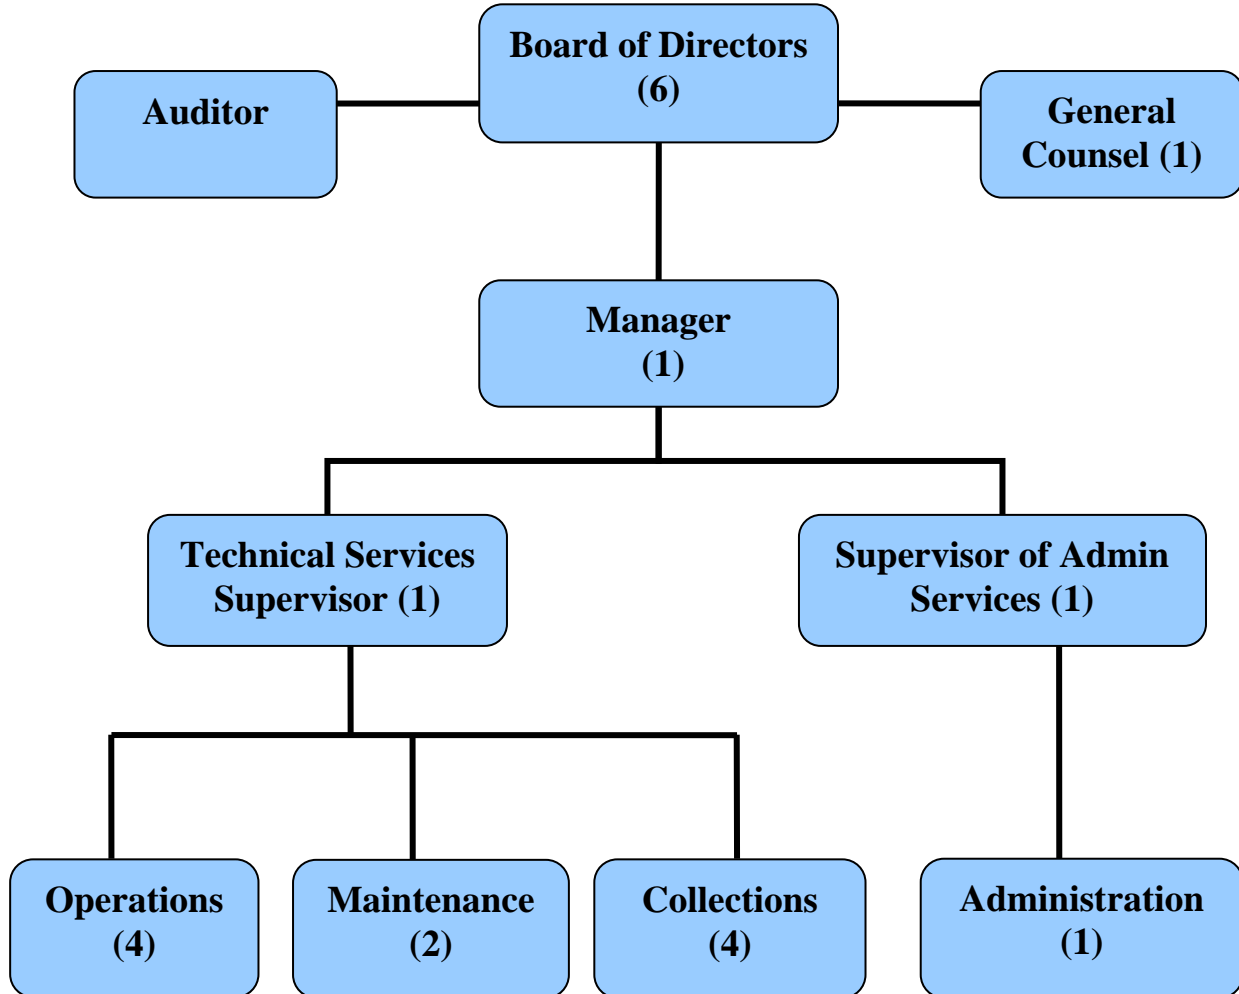 Board of Directors
(6)
Auditor
General
Counsel (1)
Manager
(1)
Technical Services
Supervisor (1)
Supervisor of Admin
Services (1)
Operations
(4)
Maintenance
(2)
Collections
(4)
Administration
(1)